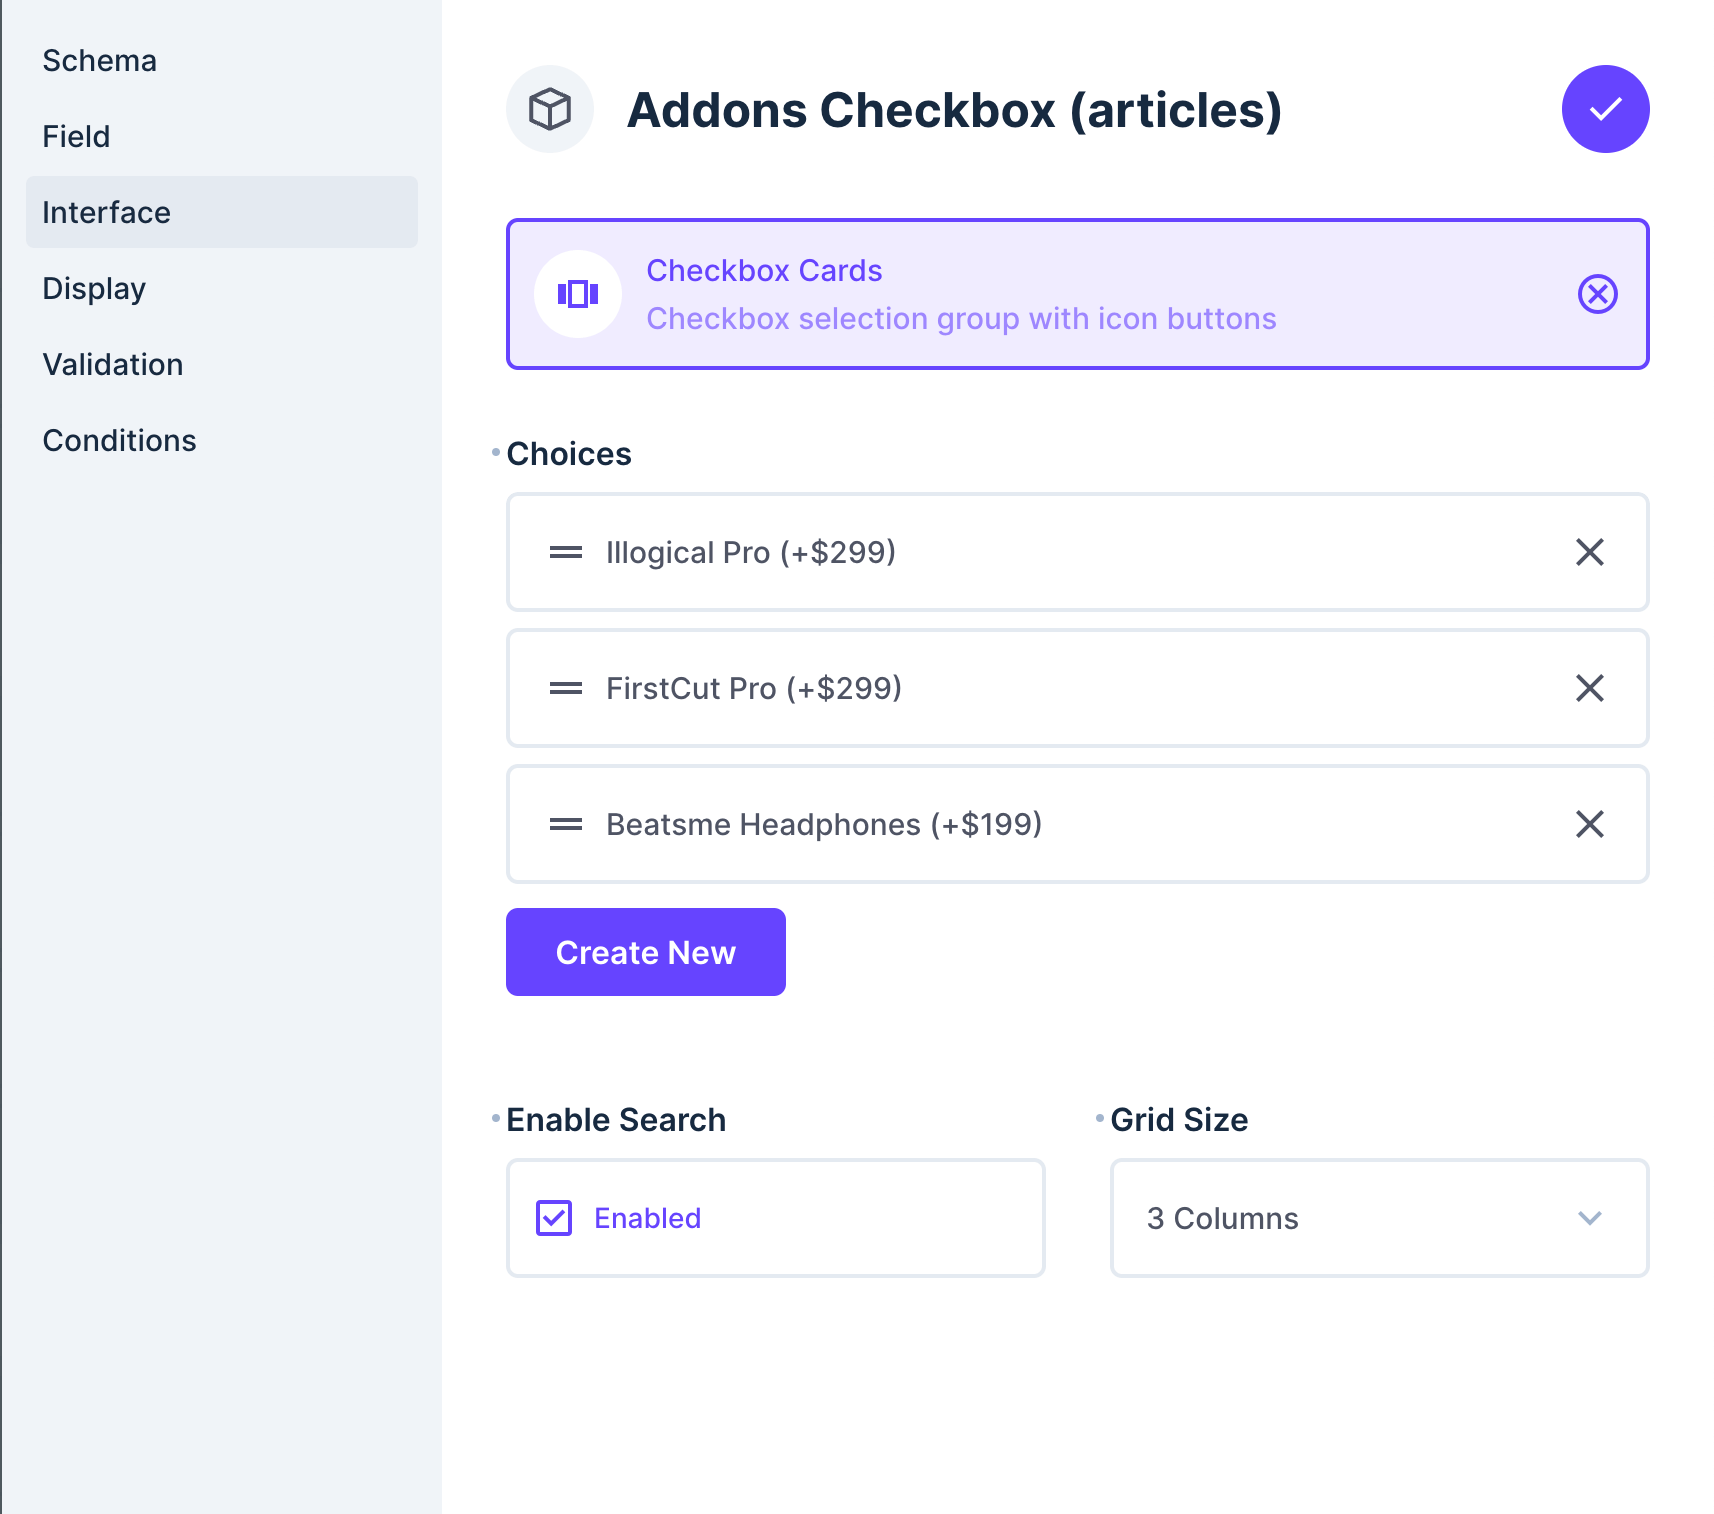 Schema
Field
Interface
Display
Validation
Conditions
Addons Checkbox (articles)
Checkbox Cards
Checkbox selection group with icon buttons
Choices
Illogical Pro (+$299)
FirstCut Pro (+$299)
Beatsme Headphones (+$199)
Create New
Enable Search
Grid Size
Enabled
3 Columns